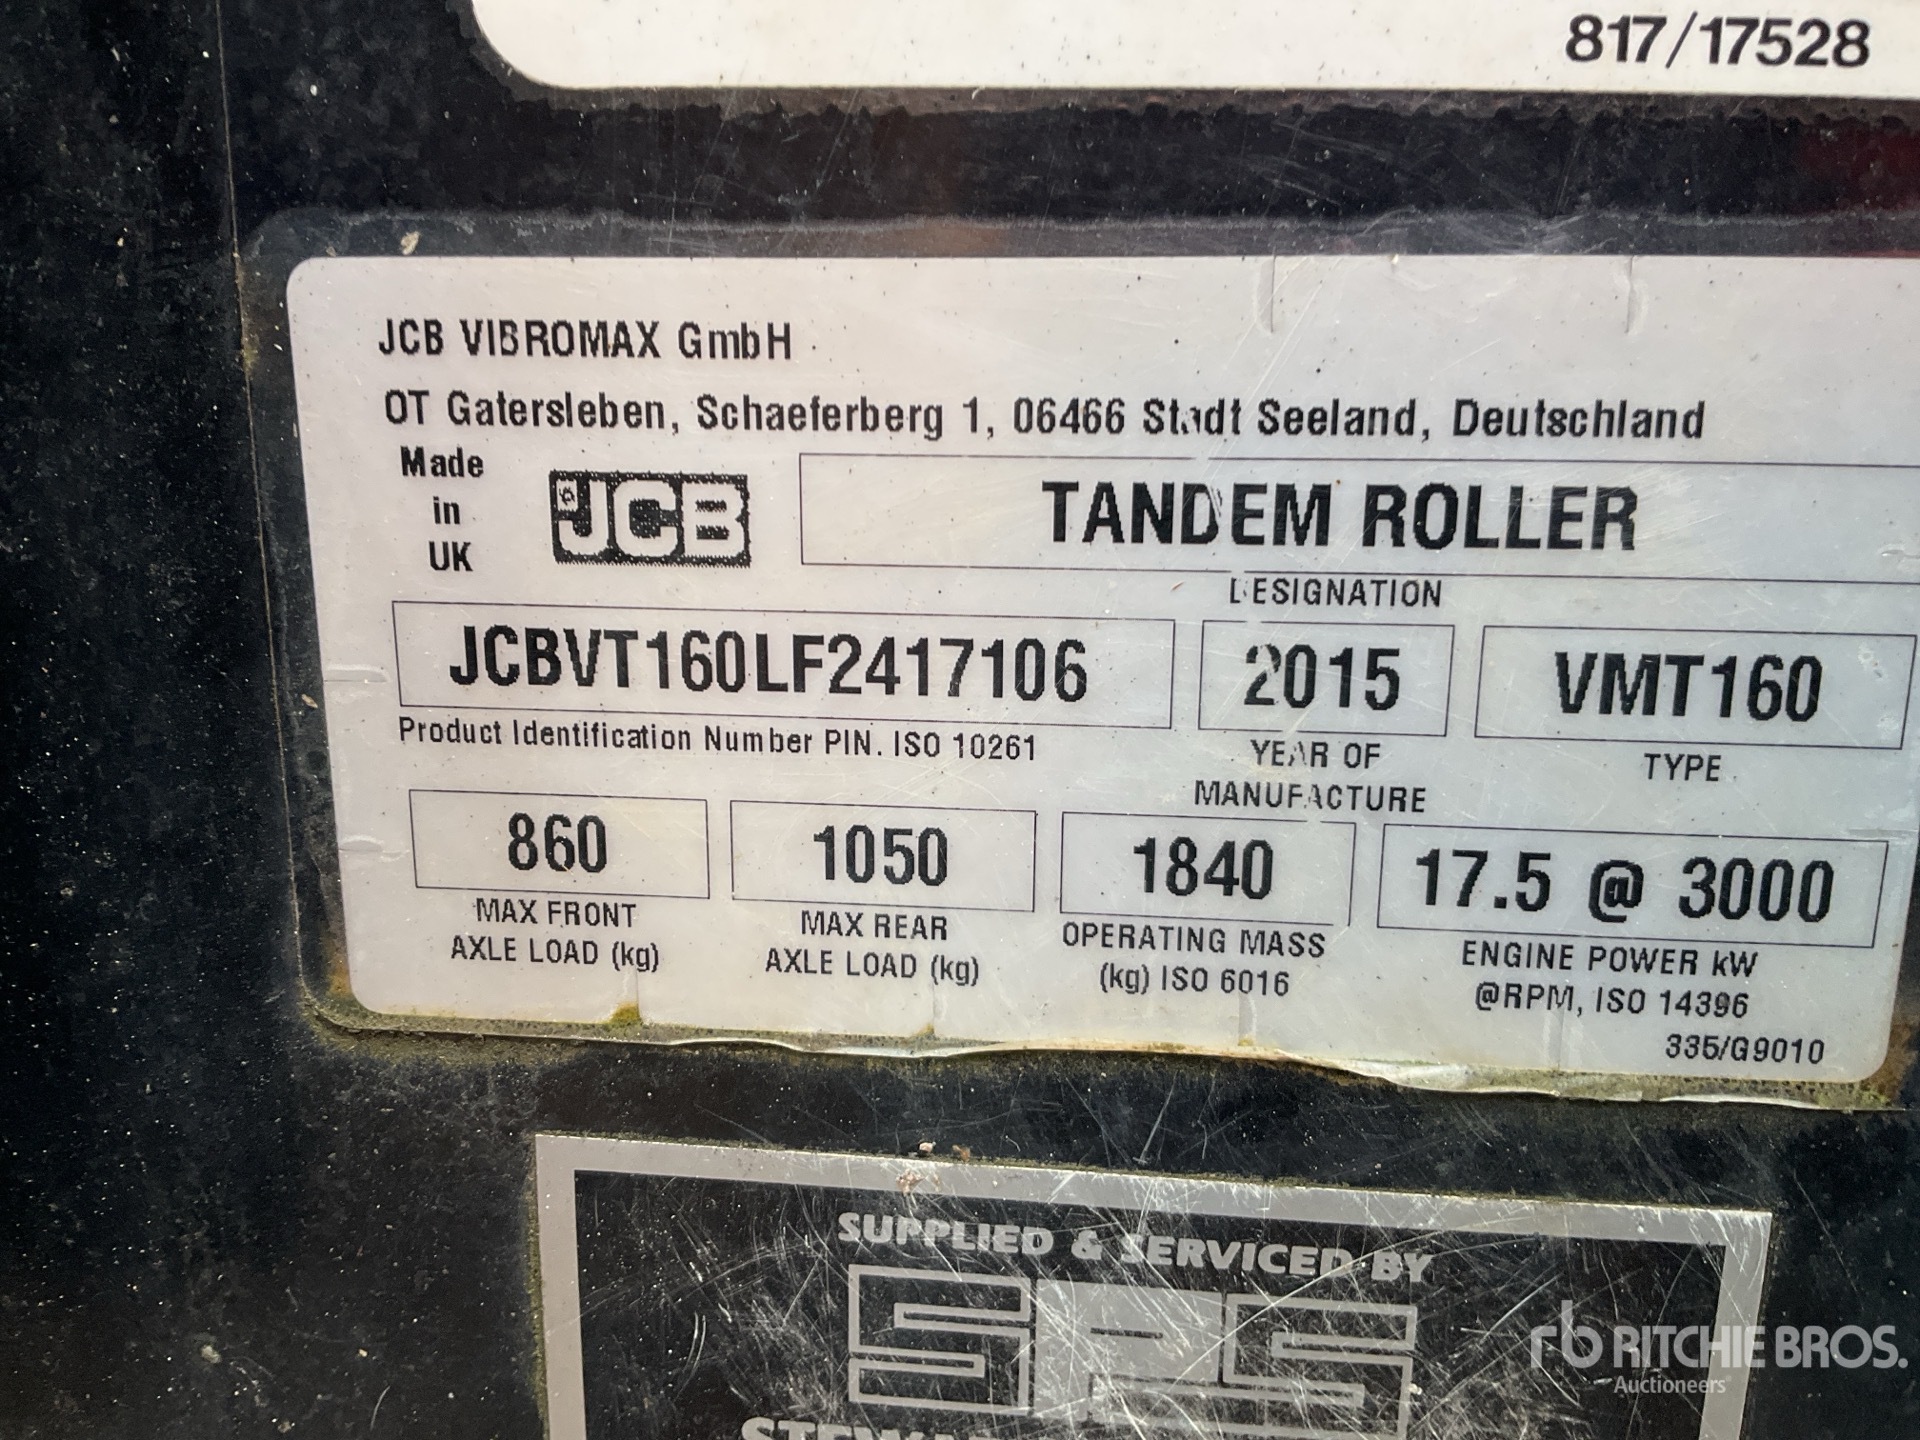 817/17528
JCB VIBROMAX GmbH
OT Gatersleben, Schaeferberg 1, 06466 Stadt Seeland, Deutschland
Made
in
UK
JCB
TANDEM ROLLER
DESIGNATION
JCBVT160LF2417106
2015
VMT160
Product Identification Number PIN. ISO 10261
YEAR OF
MANUFACTURE
TYPE
860
1050
1840
17.5 @ 3000
MAX FRONT
AXLE LOAD (kg)
MAX REAR
AXLE LOAD (kg)
OPERATING MASS
(kg) ISO 6016
ENGINE POWER kW
@RPM, ISO 14396
335/G9010
SUPPLIED & SERVICED BY
SPS
rb RITCHIE BROS.
Auctioneers